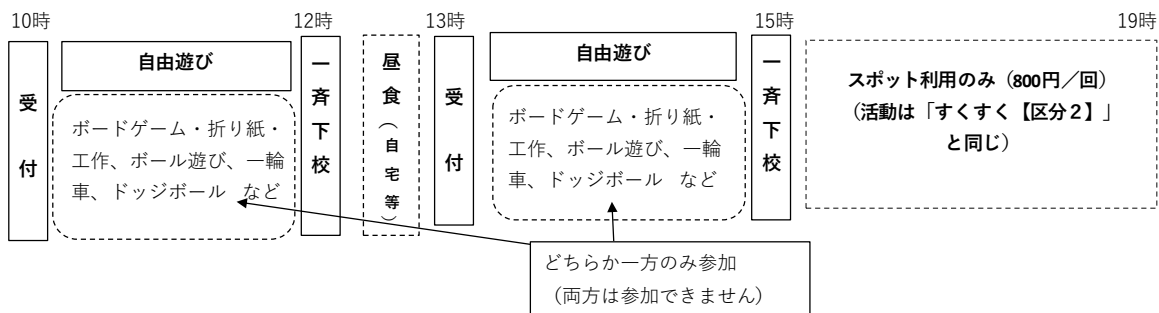 10時
12時
13時
15時
19時
受付
自由遊び
ボードゲーム・折り紙・
工作、ボール遊び、一輪
車、ドッジボール など
一斉下校
昼食（自宅等）
受付
自由遊び
ボードゲーム・折り紙・
工作、ボール遊び、一輪
車、ドッジボール など
一斉下校
スポット利用のみ（800円／回）
（活動は「すくすく【区分２】」
と同じ）
どちらか一方のみ参加
（両方は参加できません）